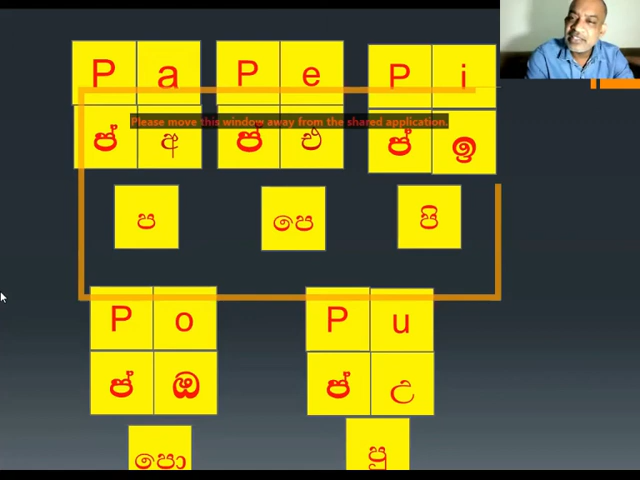 P a P e P i
Please move this window away from the shared application.
ප් අ ප් එ ප් ඉ
ප පෙ පි
P o P u
ප් ඔ ප් උ
පො පු